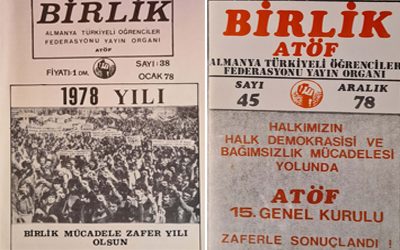 BİRLİK
ALMANYA TÜRKİYELİ ÖĞRENCİLER
FEDERASYONU YAYIN ORGANI
ATÖF
FİYATI:1 DM.
SAYI:38
OCAK 78
1978 YILI
BİRLİK MÜCADELE ZAFER YILI
OLSUN
BİRLİK
ATÖF
ALMANYA TÜRKİYELİ ÖĞRENCİLER
FEDERASYONU YAYIN ORGANI
SAYI
45
ARALIK
78
HALKIMIZIN
HALK DEMOKRASİSİ VE
BAĞIMSIZLIK MÜCADELESİ
YOLUNDA
ATÖF
15. GENEL KURULU
ZAFERLE SONUÇLANDI !